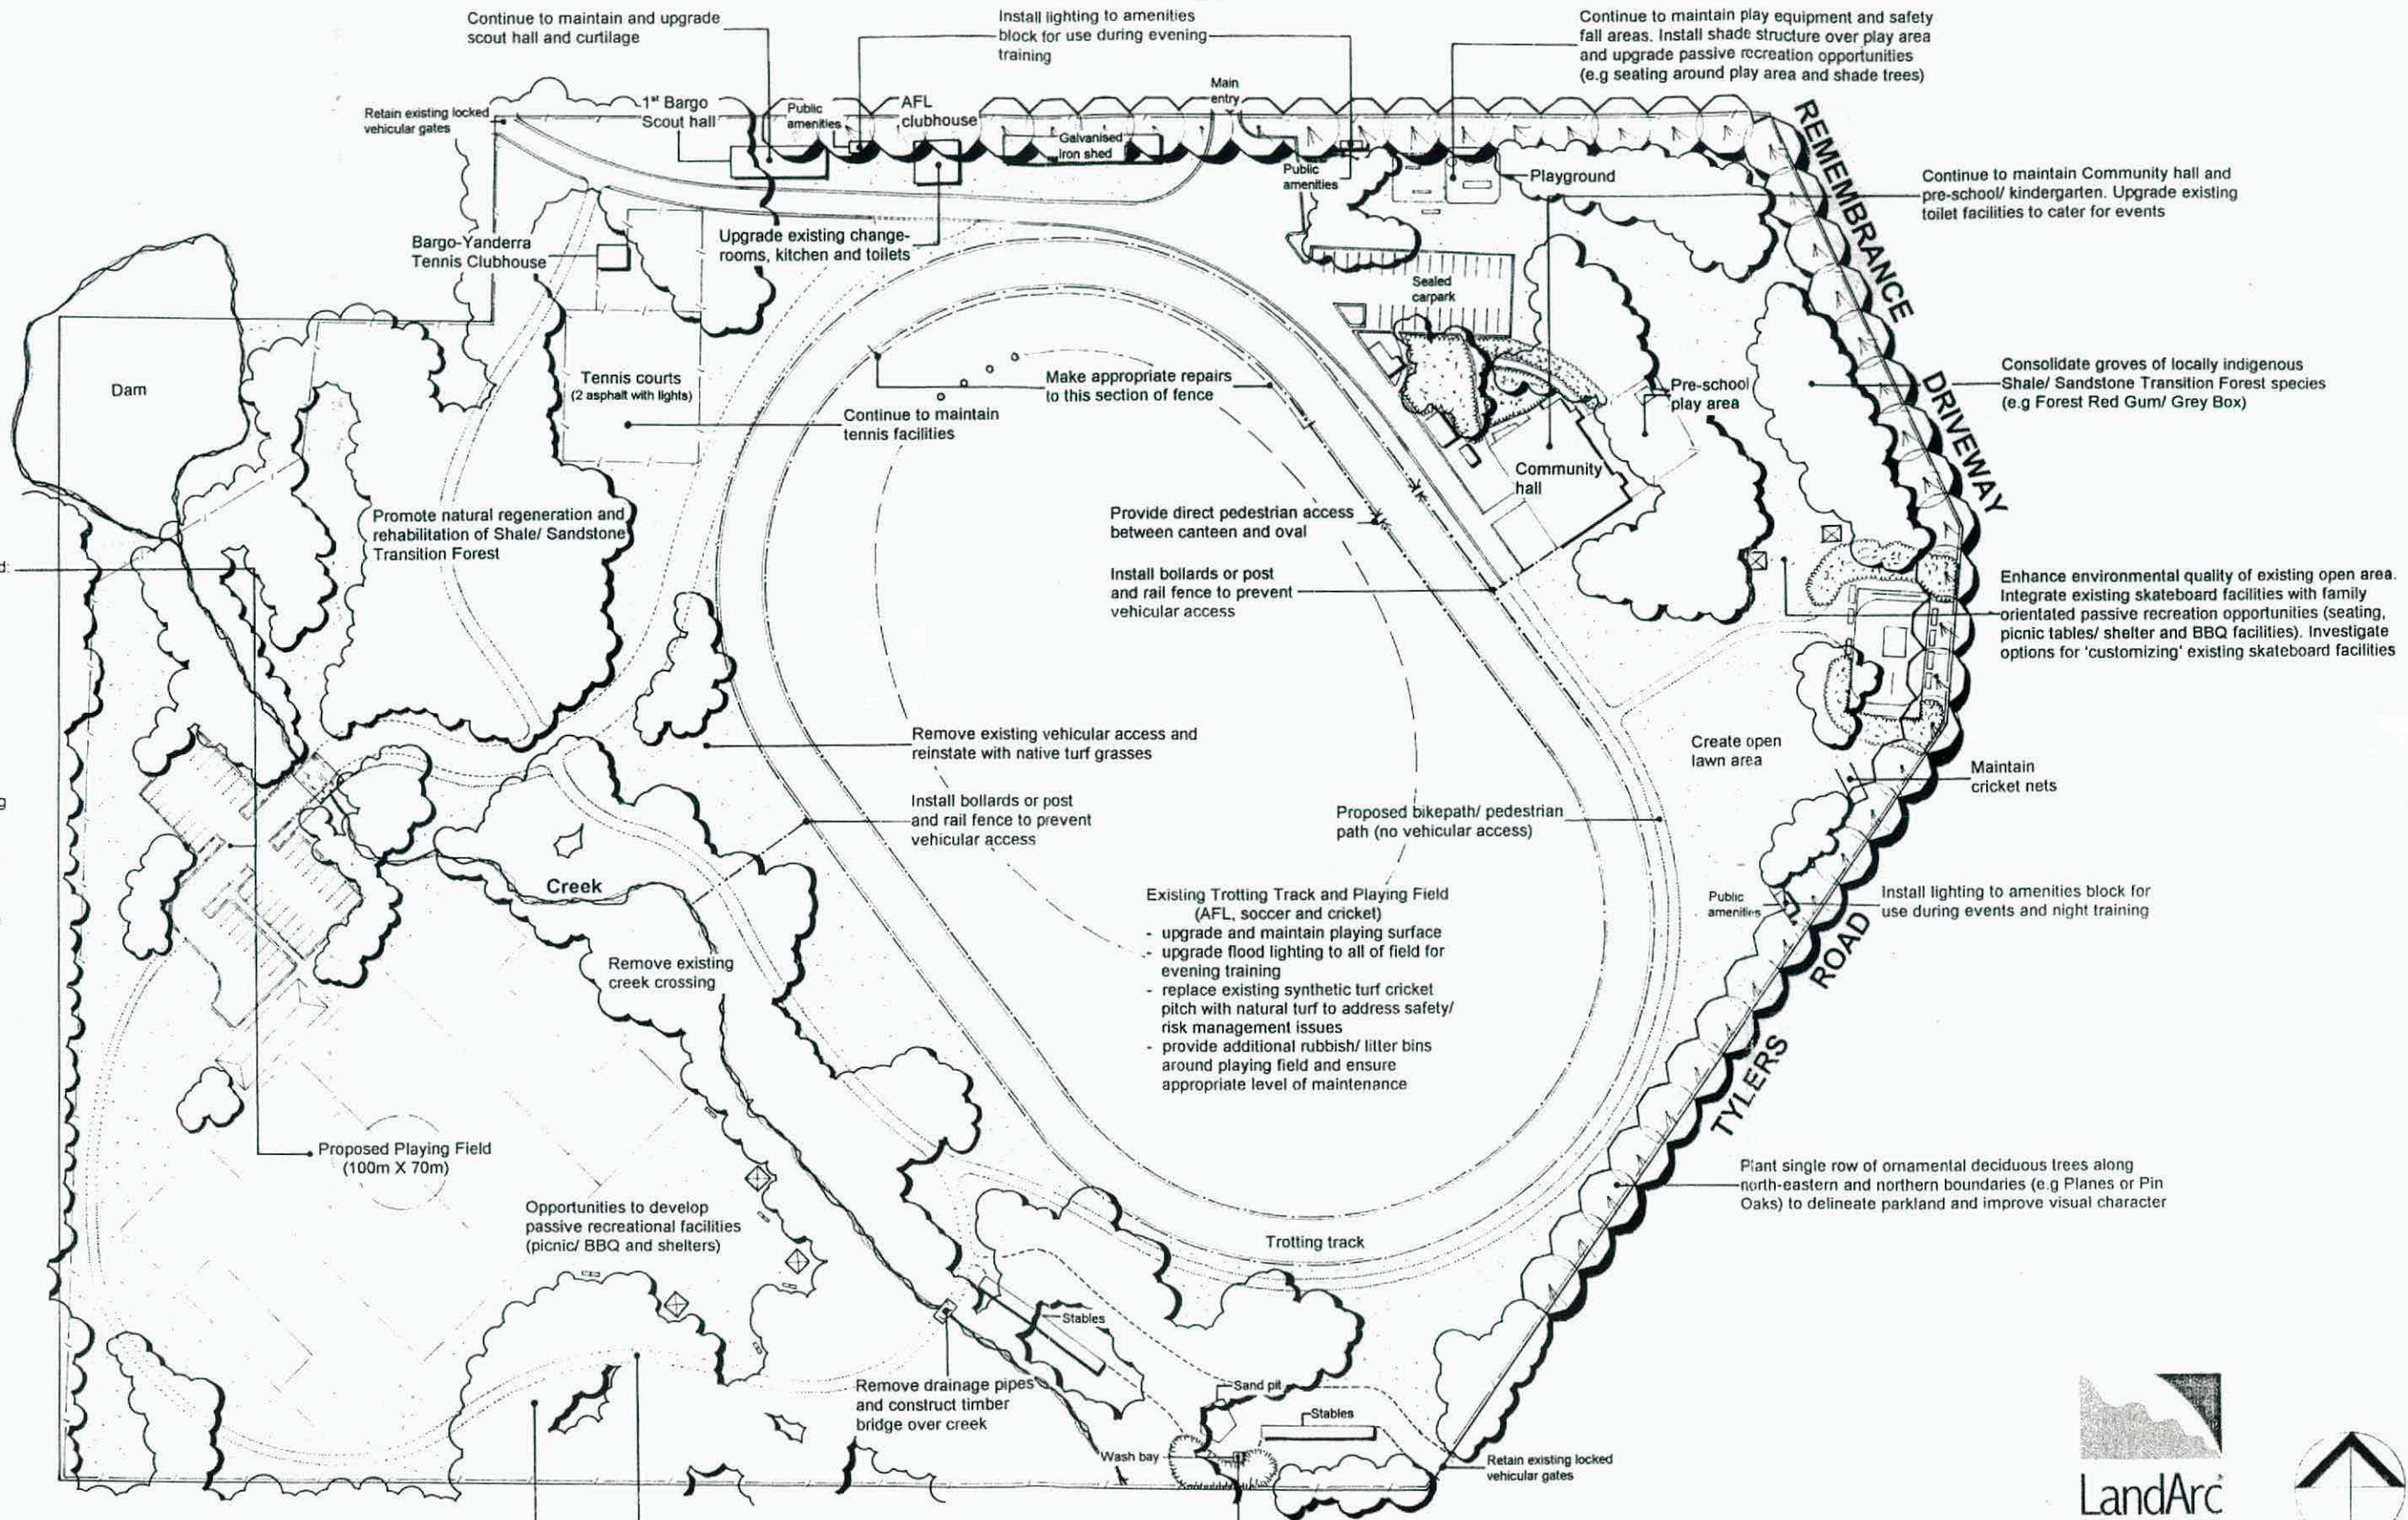 Continue to maintain and upgrade
scout hall and curtilage
Install lighting to amenities
block for use during evening
training
Continue to maintain play equipment and safety
fall areas. Install shade structure over play area
and upgrade passive recreation opportunities
(e.g seating around play area and shade trees)
Retain existing locked
vehicular gates
1st Bargo
Scout hall
Public
amenities
AFL
clubhouse
Galvanised
Iron shed
Main
entry
Public
amenities
Playground
REMEMBRANCE
DRIVEWAY
Continue to maintain Community hall and
pre-school/ kindergarten. Upgrade existing
toilet facilities to cater for events
Bargo-Yanderra
Tennis Clubhouse
Upgrade existing change-
rooms, kitchen and toilets
Sealed
carpark
Dam
Tennis courts
(2 asphalt with lights)
Continue to maintain
tennis facilities
Make appropriate repairs
to this section of fence
Pre-school
play area
Consolidate groves of locally indigenous
Shale/ Sandstone Transition Forest species
(e.g Forest Red Gum/ Grey Box)
Community
hall
Promote natural regeneration and
rehabilitation of Shale/ Sandstone
Transition Forest
Provide direct pedestrian access
between canteen and oval
Install bollards or post
and rail fence to prevent
vehicular access
d:
Enhance environmental quality of existing open area.
Integrate existing skateboard facilities with family
orientated passive recreation opportunities (seating,
picnic tables/ shelter and BBQ facilities). Investigate
options for 'customizing' existing skateboard facilities
Remove existing vehicular access and
reinstate with native turf grasses
Create open
lawn area
Maintain
cricket nets
g
Install bollards or post
and rail fence to prevent
vehicular access
Proposed bikepath/ pedestrian
path (no vehicular access)
Creek
Existing Trotting Track and Playing Field
(AFL, soccer and cricket)
- upgrade and maintain playing surface
- upgrade flood lighting to all of field for
evening training
- replace existing synthetic turf cricket
pitch with natural turf to address safety/
risk management issues
- provide additional rubbish/ litter bins
around playing field and ensure
appropriate level of maintenance
Public
amenities
Install lighting to amenities block for
use during events and night training
Remove existing
creek crossing
TYLERS ROAD
Proposed Playing Field
(100m X 70m)
Plant single row of ornamental deciduous trees along
north-eastern and northern boundaries (e.g Planes or Pin
Oaks) to delineate parkland and improve visual character
Opportunities to develop
passive recreational facilities
(picnic/ BBQ and shelters)
Trotting track
Stables
Remove drainage pipes
and construct timber
bridge over creek
Sand pit
Stables
Wash bay
Retain existing locked
vehicular gates
LandArc